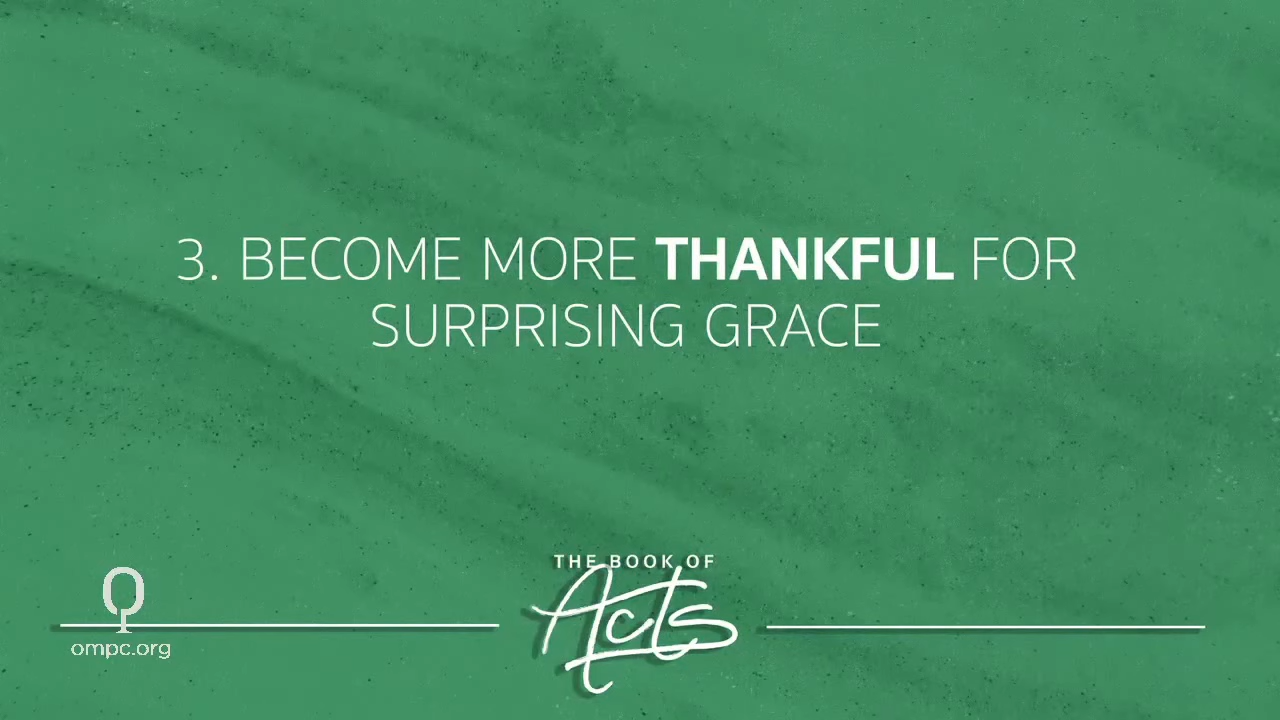 3. BECOME MORE THANKFUL FOR
SURPRISING GRACE
THE BOOK OF
Acts
ompc.org